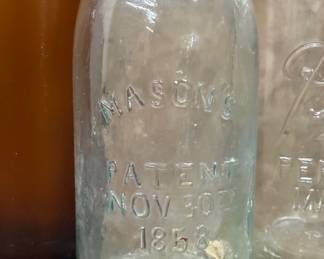 MASON'S
PATENT
NOV 30TH
1858